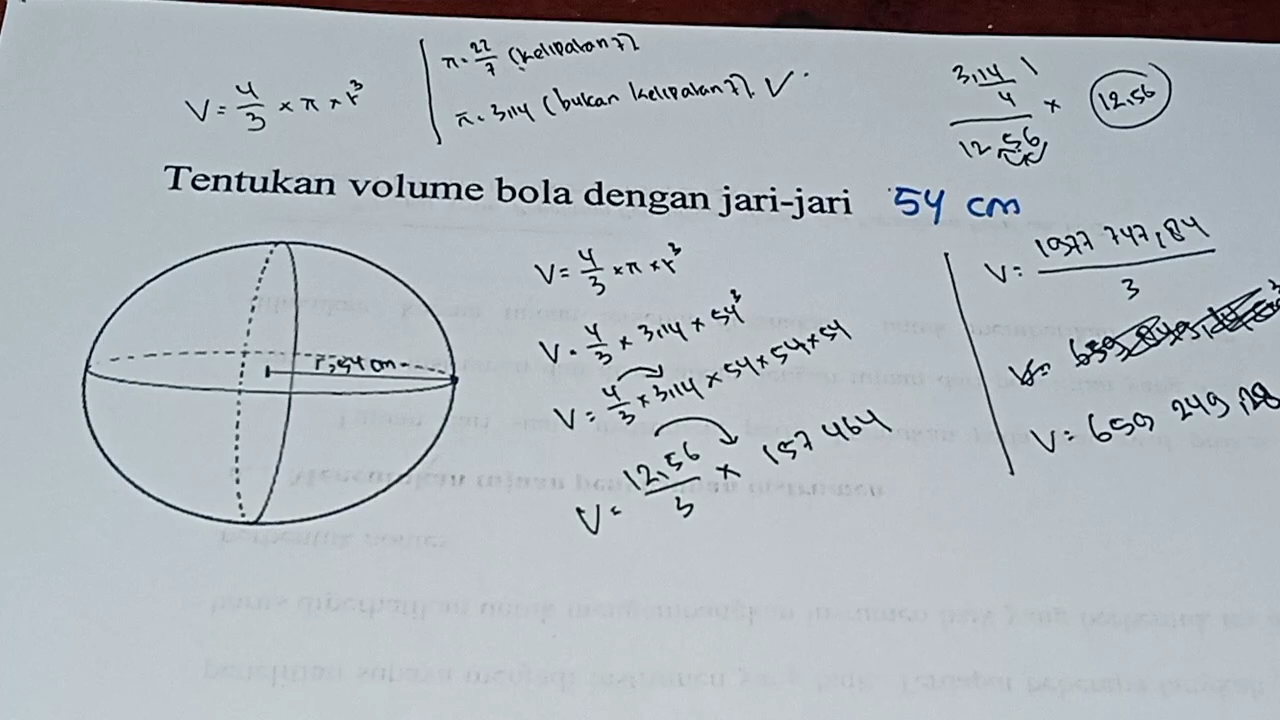 V = 4/3 × π × r³
π = 22/7 (kelipatan 7)
π = 3,14 (bukan kelipatan 7). V
3,14
4 ×
12,56
12,56
Tentukan volume bola dengan jari-jari 54 cm
r, 54 cm
V = 4/3 × π × r³
V = 4/3 × 3,14 × 54³
V = 4/3 × 3,14 × 54 × 54 × 54
V = 12,56/3 × 157 464
V = 1977 747,84/3
V = 659 249,28